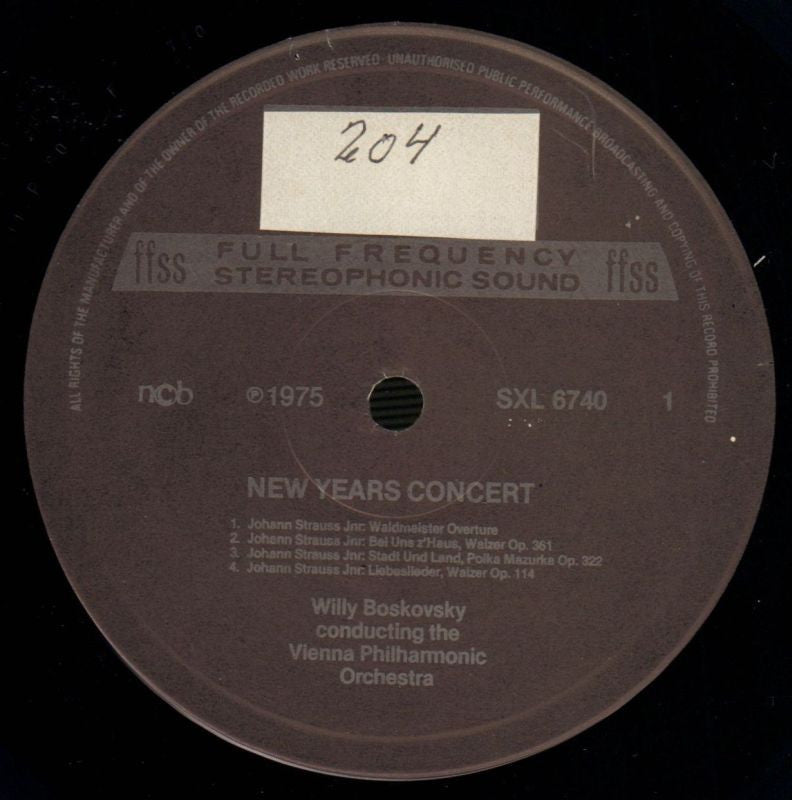 ALL RIGHTS OF THE MANUFACTURER AND OF THE OWNER OF THE RECORDED WORK RESERVED UNAUTHORISED PUBLIC PERFORMANCE BROADCASTING AND COPYING OF THIS RECORD PROHIBITED
204
ffss FULL FREQUENCY STEREOPHONIC SOUND ffss
ncb ℗1975 SXL 6740 1
NEW YEARS CONCERT
1. Johann Strauss Jnr: Waldmeister Overture
2. Johann Strauss Jnr: Bei Uns z'Haus, Walzer Op. 361
3. Johann Strauss Jnr: Stadt Und Land, Polka Mazurka Op. 322
4. Johann Strauss Jnr: Liebeslieder, Walzer Op. 114
Willy Boskovsky
conducting the
Vienna Philharmonic
Orchestra